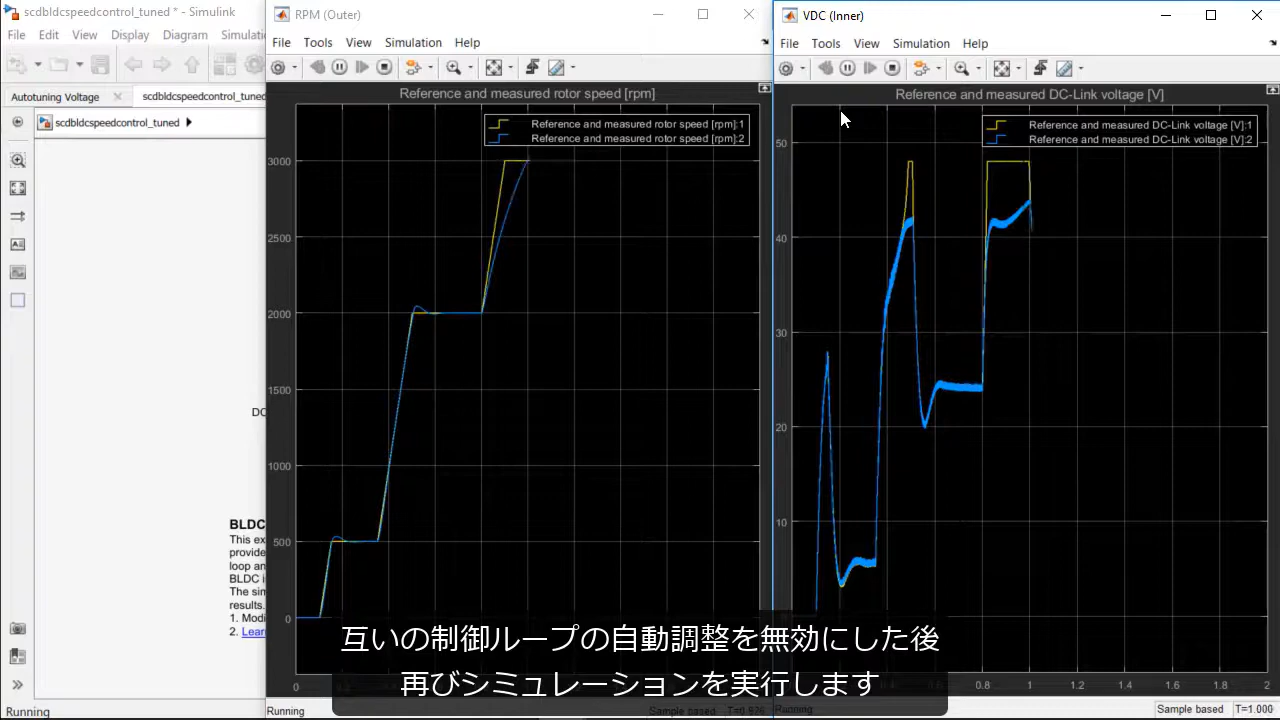 scdbldcspeedcontrol_tuned * - Simulink
File Edit View Display Diagram Simulati
Autotuning Voltage
scdbldcspeedcontrol_tuned
scdbldcspeedcontrol_tuned
DC
BLDC
This ex
provide
loop an
BLDC i
The sin
results.
1. Modi
2. Lear
Running
RPM (Outer)
File Tools View Simulation Help
Reference and measured rotor speed [rpm]
Reference and measured rotor speed [rpm]:1
Reference and measured rotor speed [rpm]:2
3000
2500
2000
1500
1000
500
0
0
Running
Sample based T=0.976
VDC (Inner)
File Tools View Simulation Help
Reference and measured DC-Link voltage [V]
Reference and measured DC-Link voltage [V]:1
Reference and measured DC-Link voltage [V]:2
50
40
30
20
10
0
0.8 1 1.2 1.4 1.6 1.8 2
Running
Sample based T=1.000
互いの制御ループの自動調整を無効にした後
再びシミュレーションを実行します